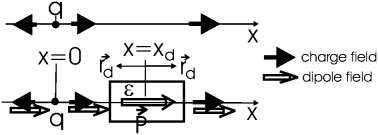 q
x
x=0
x=x_d
r_d
r_d
charge field
dipole field
ε
p
q
x